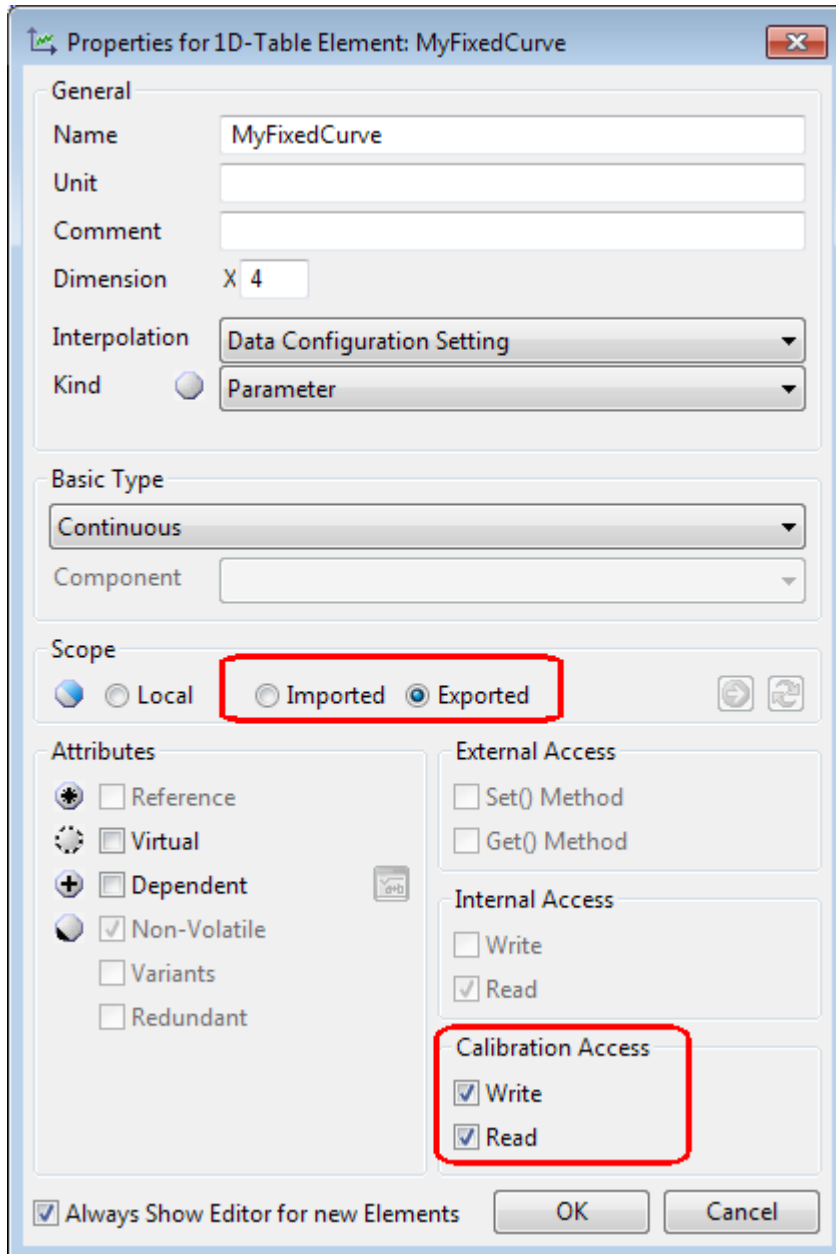 Properties for 1D-Table Element: MyFixedCurve
General
Name MyFixedCurve
Unit
Comment
Dimension X 4
Interpolation Data Configuration Setting
Kind Parameter
Basic Type
Continuous
Component
Scope
Local Imported Exported
Attributes
Reference
Virtual
Dependent
a+b
Non-Volatile
Variants
Redundant
External Access
Set() Method
Get() Method
Internal Access
Write
Read
Calibration Access
Write
Read
Always Show Editor for new Elements OK Cancel